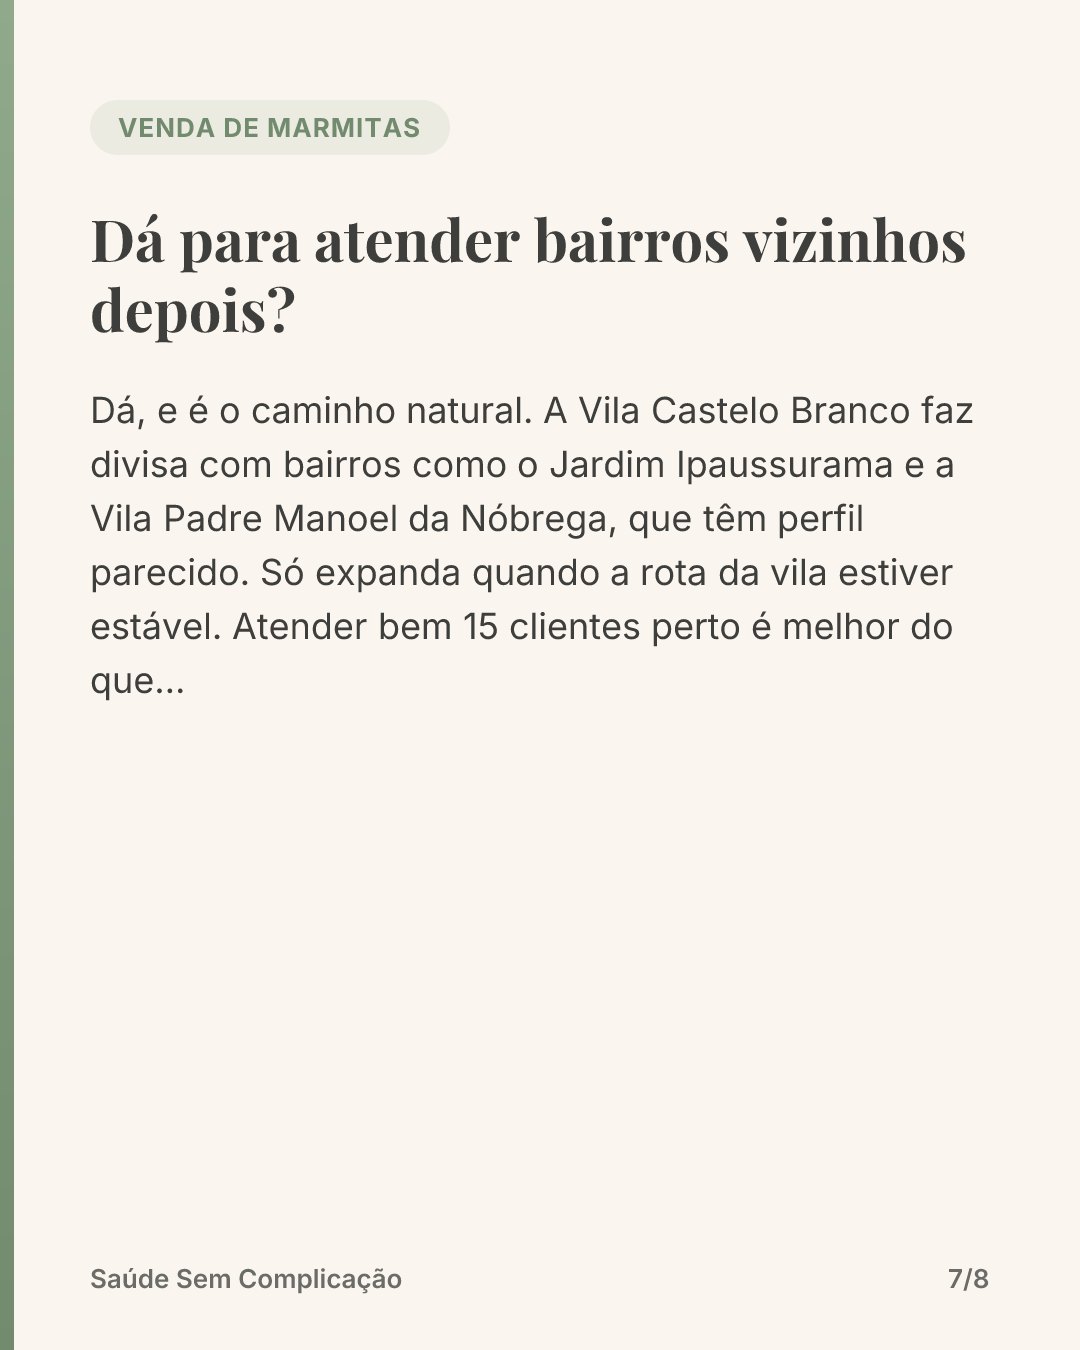 VENDA DE MARMITAS
Dá para atender bairros vizinhos
depois?
Dá, e é o caminho natural. A Vila Castelo Branco faz
divisa com bairros como o Jardim Ipaussurama e a
Vila Padre Manoel da Nóbrega, que têm perfil
parecido. Só expanda quando a rota da vila estiver
estável. Atender bem 15 clientes perto é melhor do
que...
Saúde Sem Complicação
7/8